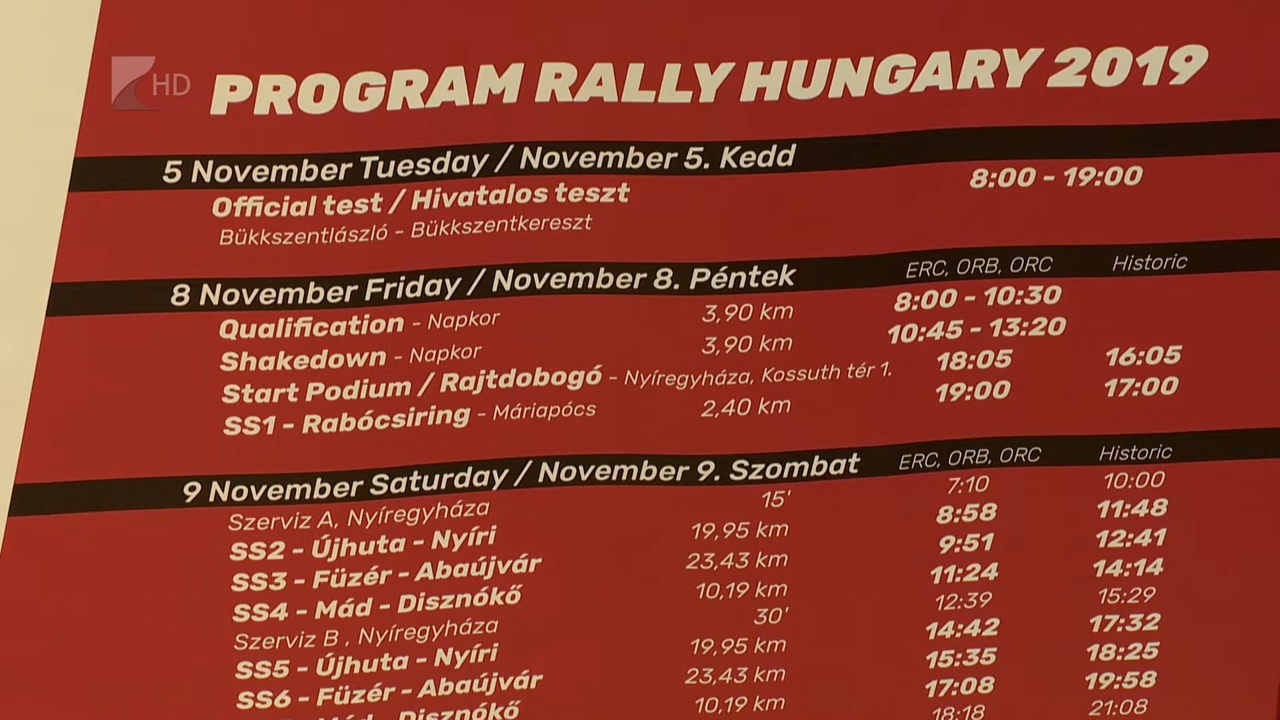 HD
PROGRAM RALLY HUNGARY 2019
5 November Tuesday / November 5. Kedd
Official test / Hivatalos teszt 8:00 - 19:00
Bükkszentlászló - Bükkszentkereszt
8 November Friday / November 8. Péntek ERC, ORB, ORC Historic
Qualification - Napkor 3,90 km 8:00 - 10:30
Shakedown - Napkor 3,90 km 10:45 - 13:20
Start Podium / Rajtdobogó - Nyíregyháza, Kossuth tér 1. 18:05 16:05
SS1 - Rabócsiring - Máriapócs 2,40 km 19:00 17:00
9 November Saturday / November 9. Szombat ERC, ORB, ORC Historic
Szerviz A, Nyíregyháza 15' 7:10 10:00
SS2 - Újhuta - Nyíri 19,95 km 8:58 11:48
SS3 - Füzér - Abaújvár 23,43 km 9:51 12:41
SS4 - Mád - Disznókő 10,19 km 11:24 14:14
Szerviz B , Nyíregyháza 30' 12:39 15:29
SS5 - Újhuta - Nyíri 19,95 km 14:42 17:32
SS6 - Füzér - Abaújvár 23,43 km 15:35 18:25
Mád - Disznókő 10,19 km 17:08 19:58
18:18 21:08